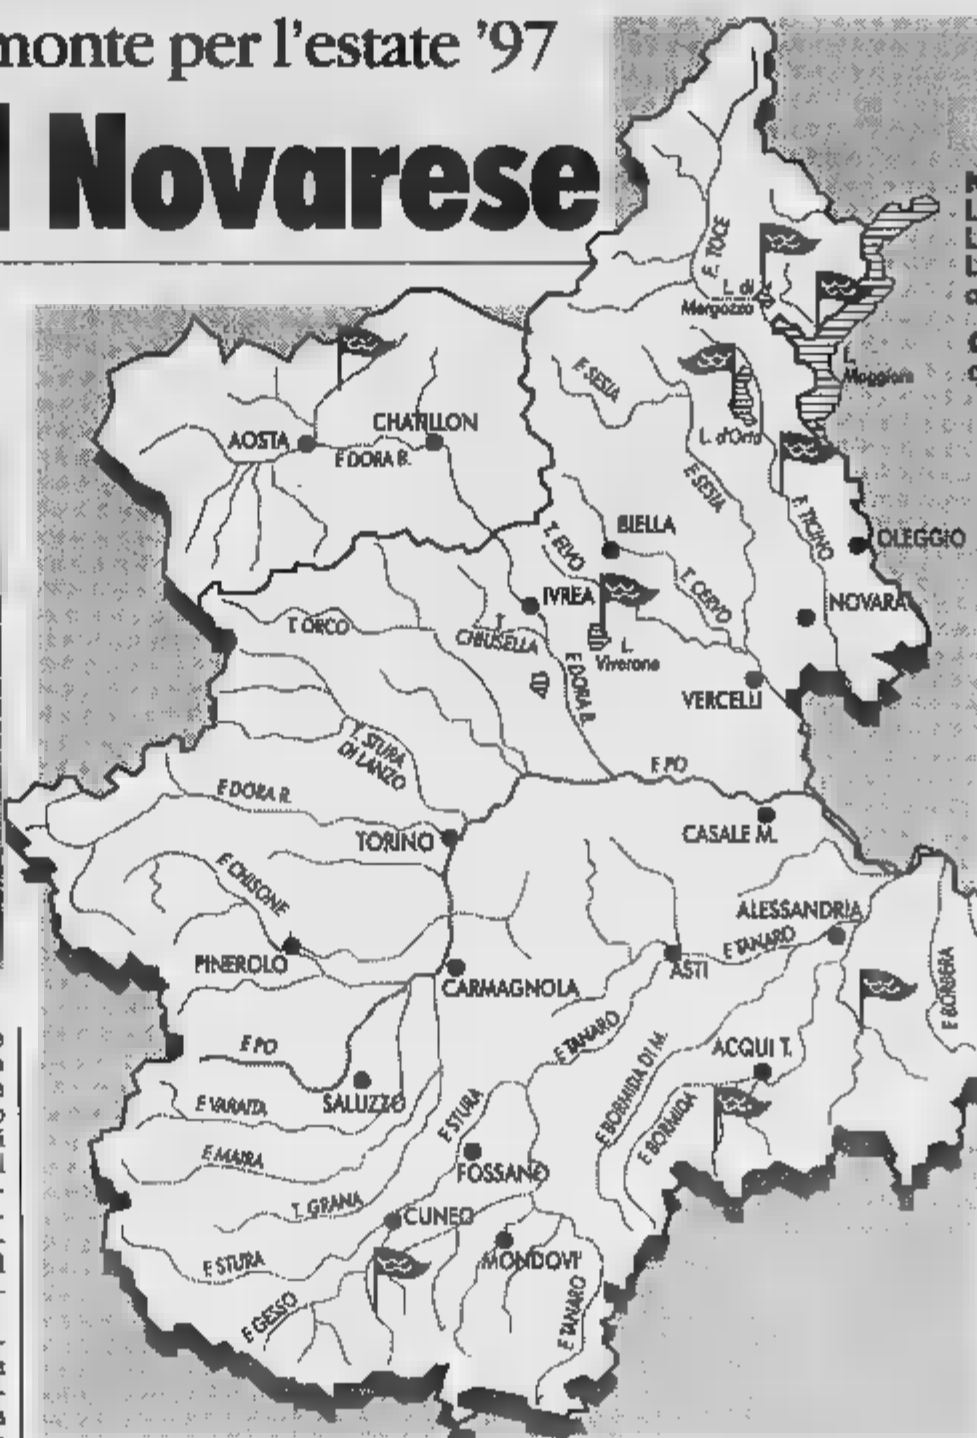 monte per l'estate '97
Novarese
F. TOCE
L. di
Mergozzo
L.
Maggiore
F. SESIA
L. d'Orta
AOSTA
CHATILLON
F. DORA B.
F. SESIA
F. TICINO
OLEGGIO
BIELLA
T. ELVO
T. CERVO
IVREA
NOVARA
T. ORCO
T.
CHIUSELLA
L.
Viverone
F. DORA B.
VERCELLI
T. STURA
DI LANZO
F. PO
F. DORA R.
TORINO
CASALE M.
F. CHISONE
ALESSANDRIA
F. TANARO
PINEROLO
ASTI
CARMAGNOLA
F. BORBERA
F. TANARO
F. PO
F. BORMIDA DI M.
ACQUI T.
SALUZZO
F. VARAITA
F. STURA
F. BORMIDA
F. MAIRA
FOSSANO
T. GRANA
CUNEO
MONDOVI'
F. STURA
F. GESSO
F. TANARO